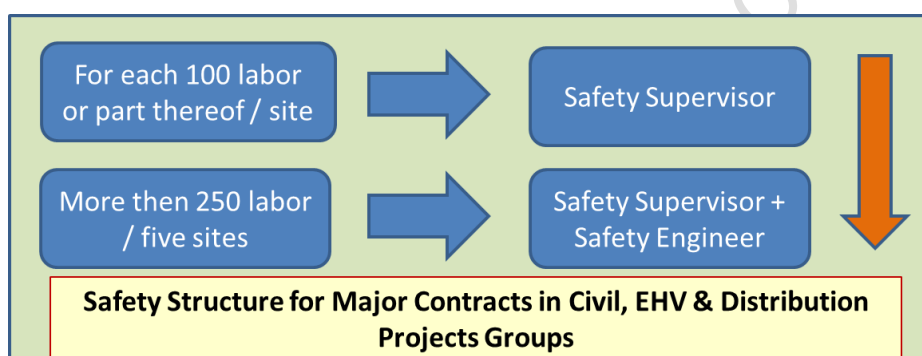 For each 100 labor
or part thereof / site
Safety Supervisor
More then 250 labor
/ five sites
Safety Supervisor +
Safety Engineer
Safety Structure for Major Contracts in Civil, EHV & Distribution
Projects Groups